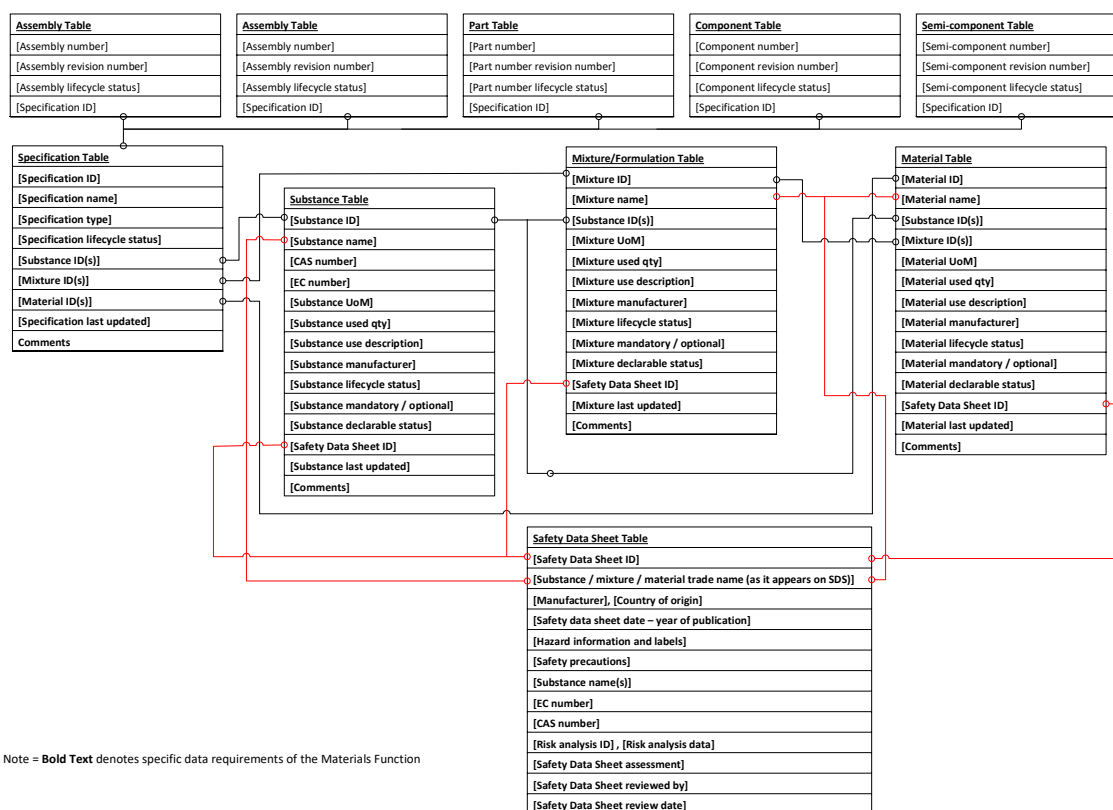 Assembly Table
[Assembly number]
[Assembly revision number]
[Assembly lifecycle status]
[Specification ID]
Assembly Table
[Assembly number]
[Assembly revision number]
[Assembly lifecycle status]
[Specification ID]
Part Table
[Part number]
[Part number revision number]
[Part number lifecycle status]
[Specification ID]
Component Table
[Component number]
[Component revision number]
[Component lifecycle status]
[Specification ID]
Semi-component Table
[Semi-component number]
[Semi-component revision number]
[Semi-component lifecycle status]
[Specification ID]
Specification Table
[Specification ID]
[Specification name]
[Specification type]
[Specification lifecycle status]
[Substance ID(s)]
[Mixture ID(s)]
[Material ID(s)]
[Specification last updated]
Comments
Substance Table
[Substance ID]
[Substance name]
[CAS number]
[EC number]
[Substance UoM]
[Substance used qty]
[Substance use description]
[Substance manufacturer]
[Substance lifecycle status]
[Substance mandatory / optional]
[Substance declarable status]
[Safety Data Sheet ID]
[Substance last updated]
[Comments]
Mixture/Formulation Table
[Mixture ID]
[Mixture name]
[Substance ID(s)]
[Mixture UoM]
[Mixture used qty]
[Mixture use description]
[Mixture manufacturer]
[Mixture lifecycle status]
[Mixture mandatory / optional]
[Mixture declarable status]
[Safety Data Sheet ID]
[Mixture last updated]
[Comments]
Material Table
[Material ID]
[Material name]
[Substance ID(s)]
[Mixture ID(s)]
[Material UoM]
[Material used qty]
[Material use description]
[Material manufacturer]
[Material lifecycle status]
[Material mandatory / optional]
[Material declarable status]
[Safety Data Sheet ID]
[Material last updated]
[Comments]
Safety Data Sheet Table
[Safety Data Sheet ID]
[Substance / mixture / material trade name (as it appears on SDS)]
[Manufacturer], [Country of origin]
[Safety data sheet date – year of publication]
[Hazard information and labels]
[Safety precautions]
[Substance name(s)]
[EC number]
[CAS number]
[Risk analysis ID] , [Risk analysis data]
[Safety Data Sheet assessment]
[Safety Data Sheet reviewed by]
[Safety Data Sheet review date]
Note = Bold Text denotes specific data requirements of the Materials Function